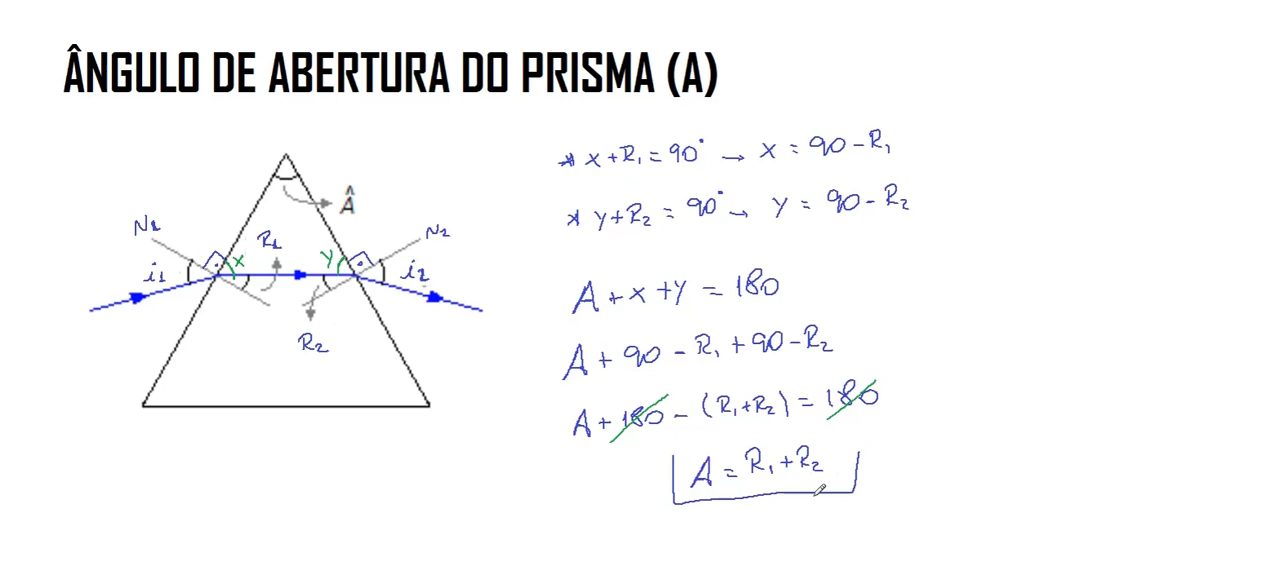 ÂNGULO DE ABERTURA DO PRISMA (A)
* x + R₁ = 90° → x = 90 - R₁
* y + R₂ = 90° → y = 90 - R₂
Â
N1
R1
N2
x
y
i1
i2
R2
A + x + y = 180
A + 90 - R₁ + 90 - R₂
A + 180 - (R₁ + R₂) = 180
A = R₁ + R₂